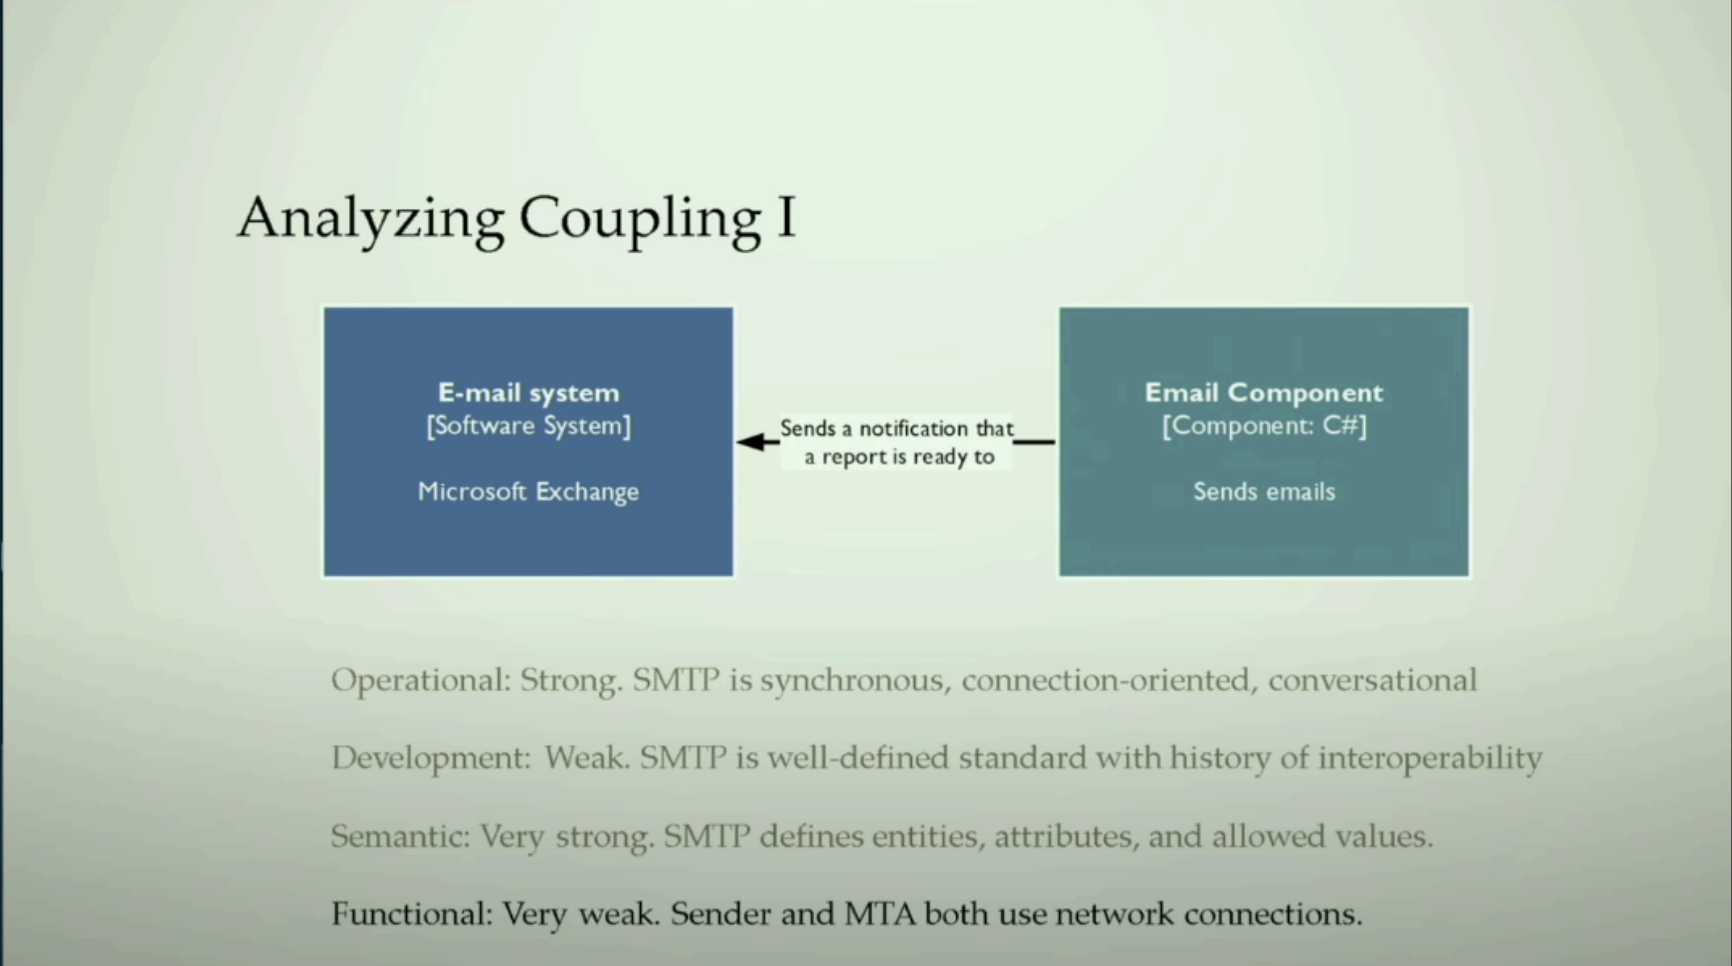 Analyzing Coupling I
E-mail system
[Software System]
Microsoft Exchange
Sends a notification that
a report is ready to
Email Component
[Component: C#]
Sends emails
Operational: Strong. SMTP is synchronous, connection-oriented, conversational
Development: Weak. SMTP is well-defined standard with history of interoperability
Semantic: Very strong. SMTP defines entities, attributes, and allowed values.
Functional: Very weak. Sender and MTA both use network connections.